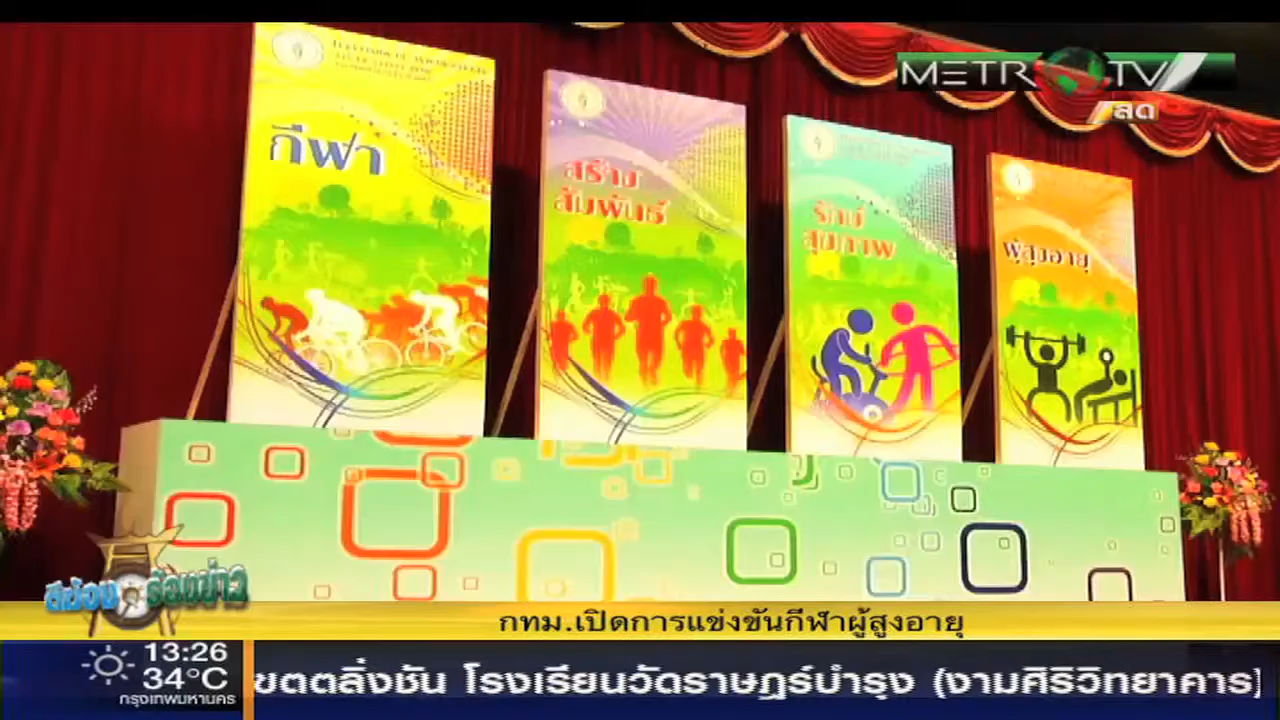 METRO TV
สด
กีฬา
สร้าง
สัมพันธ์
รักษ์
สุขภาพ
ผู้สูงอายุ
กทม.เปิดการแข่งขันกีฬาผู้สูงอายุ
13:26
34°C
กรุงเทพมหานคร
ขตตลิ่งชัน โรงเรียนวัดราษฎร์บำรุง (งามศิริวิทยาคาร)